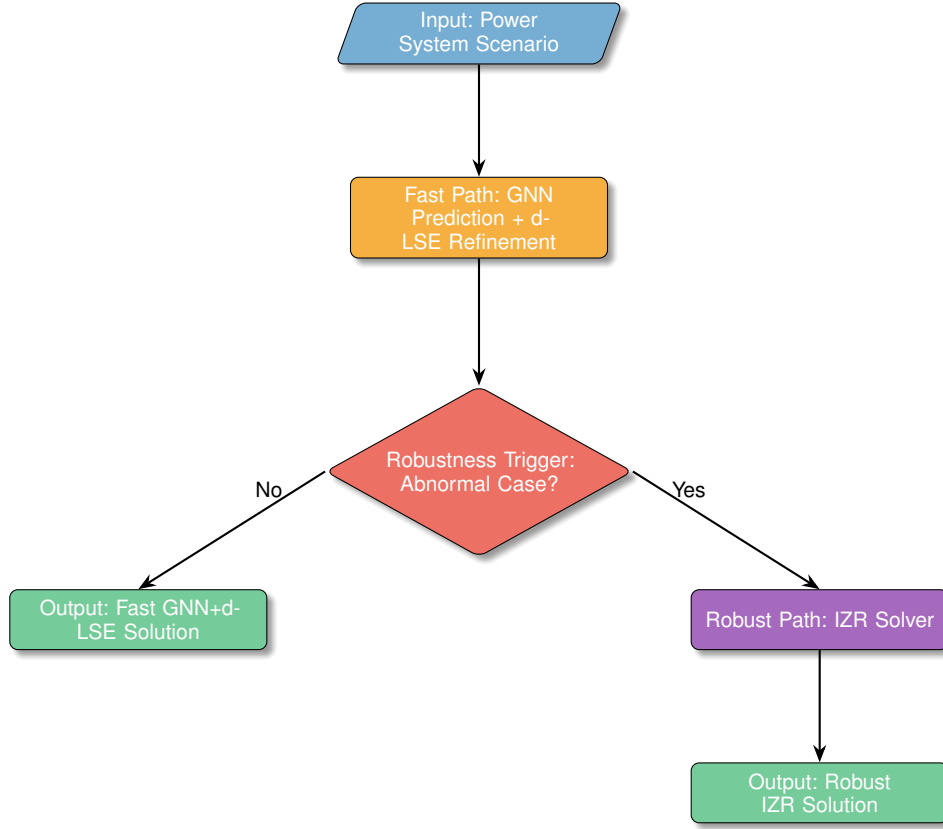 Input: Power
System Scenario
Fast Path: GNN
Prediction + d-
LSE Refinement
Robustness Trigger:
Abnormal Case?
No
Yes
Output: Fast GNN+d-
LSE Solution
Robust Path: IZR Solver
Output: Robust
IZR Solution